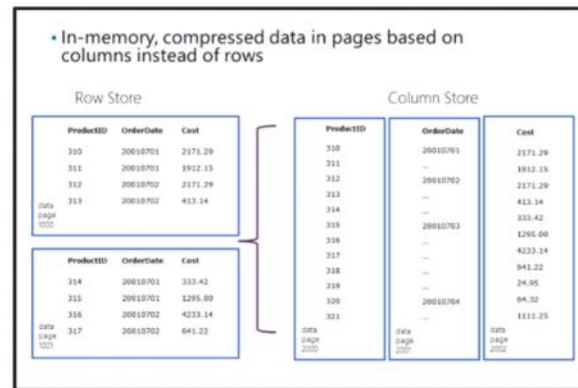 • In-memory, compressed data in pages based on
columns instead of rows
Row Store
ProductID OrderDate Cost
310 20010701 2171.29
311 20010701 1912.15
312 20010702 2171.29
313 20010702 413.14
data
page
1000
ProductID OrderDate Cost
314 20010701 333.42
315 20010701 1295.00
316 20010702 4233.14
317 20010702 641.22
data
page
1001
Column Store
ProductID
310
311
312
313
314
315
316
317
318
319
320
321
data
page
2000
OrderDate
20010701
...
20010702
...
...
20010703
...
...
...
...
20010704
...
data
page
2001
Cost
2171.29
1912.15
2171.29
413.14
333.42
1295.00
4233.14
641.22
24.95
64.32
1111.25
data
page
2002